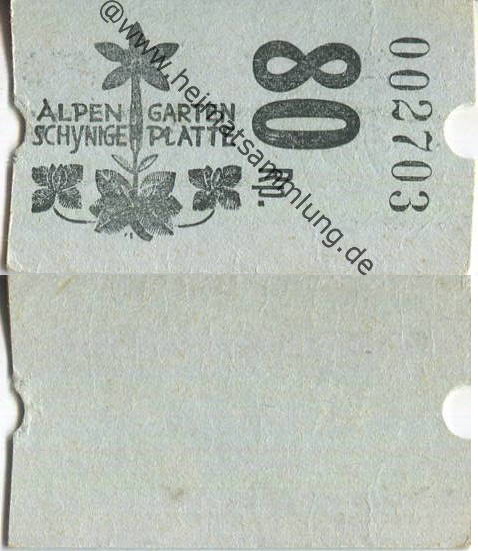 ALPEN GARTEN
SCHYNIGE PLATTE
80 Rp.
002703
@www.heimatsammlung.de